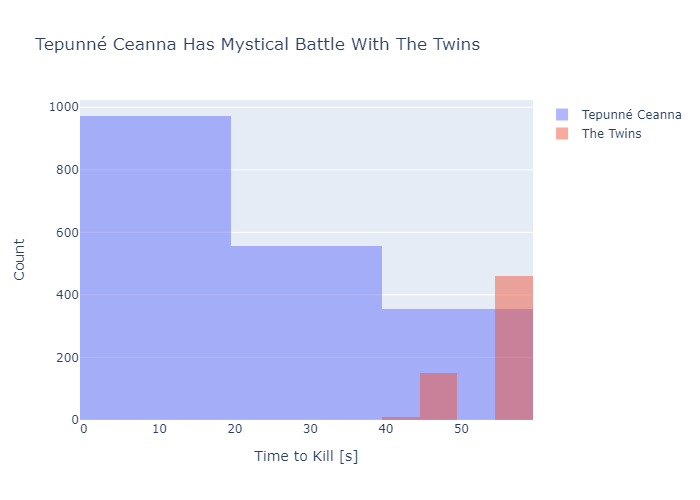 Tepunné Ceanna Has Mystical Battle With The Twins
Tepunné Ceanna
The Twins
1000
800
600
400
200
0
Count
0 10 20 30 40 50
Time to Kill [s]